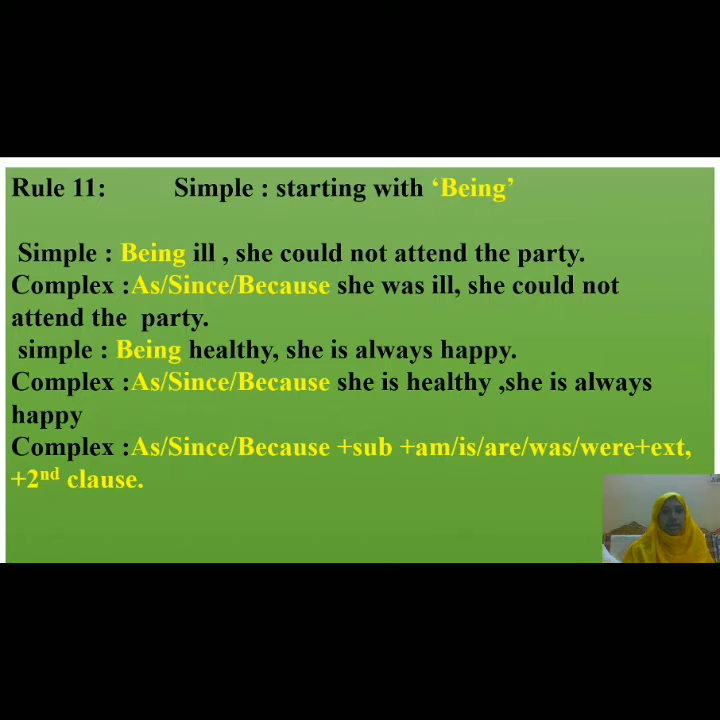 Rule 11: Simple : starting with ‘Being’
Simple : Being ill , she could not attend the party.
Complex :As/Since/Because she was ill, she could not
attend the party.
simple : Being healthy, she is always happy.
Complex :As/Since/Because she is healthy ,she is always
happy
Complex :As/Since/Because +sub +am/is/are/was/were+ext,
+2nd clause.